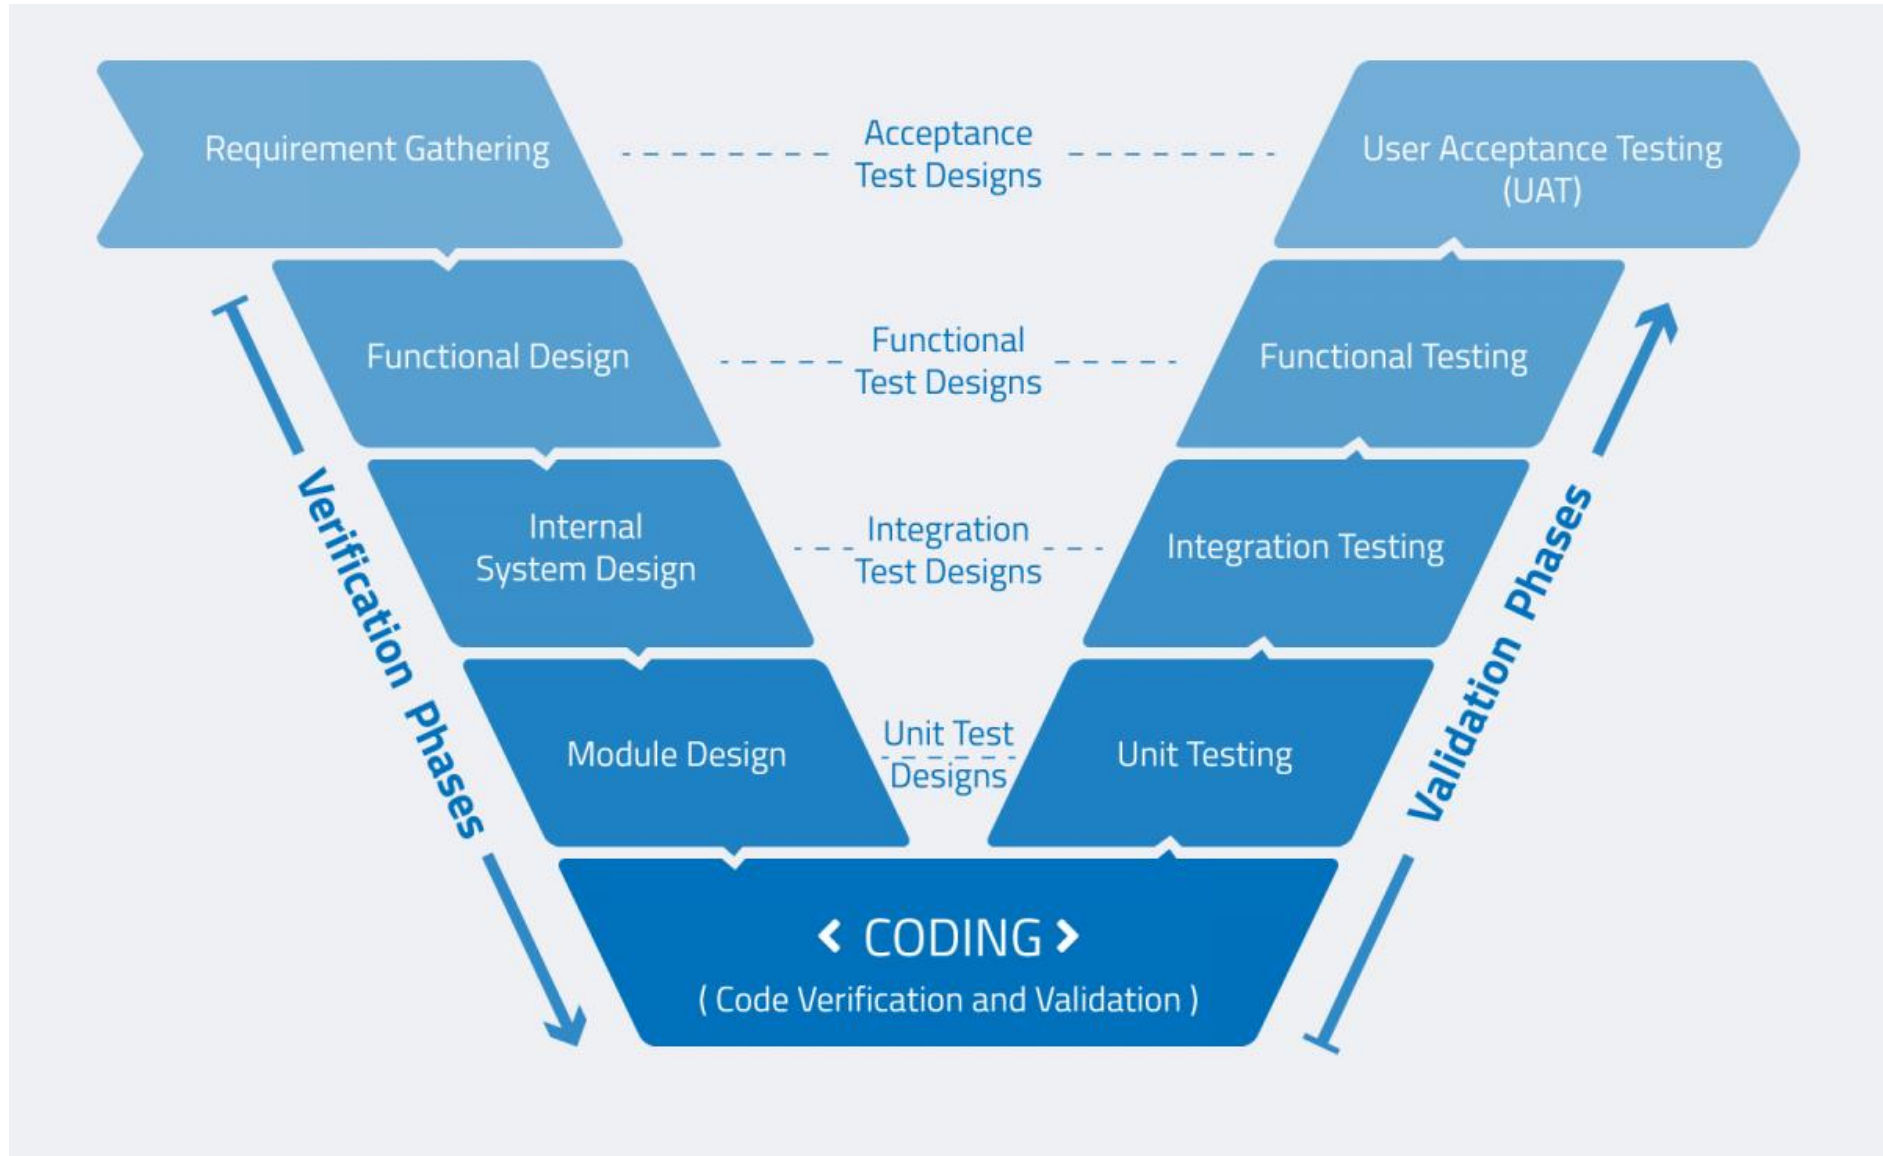 Requirement Gathering
Acceptance
Test Designs
User Acceptance Testing
(UAT)
Functional Design
Functional
Test Designs
Functional Testing
Internal
System Design
Integration
Test Designs
Integration Testing
Module Design
Unit Test
Designs
Unit Testing
Verification Phases
Validation Phases
< CODING >
( Code Verification and Validation )